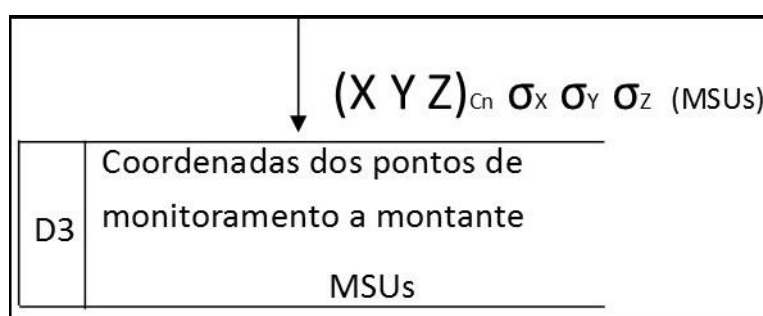 (X Y Z)Cn σX σY σZ (MSUs)
Coordenadas dos pontos de
D3 monitoramento a montante
MSUs